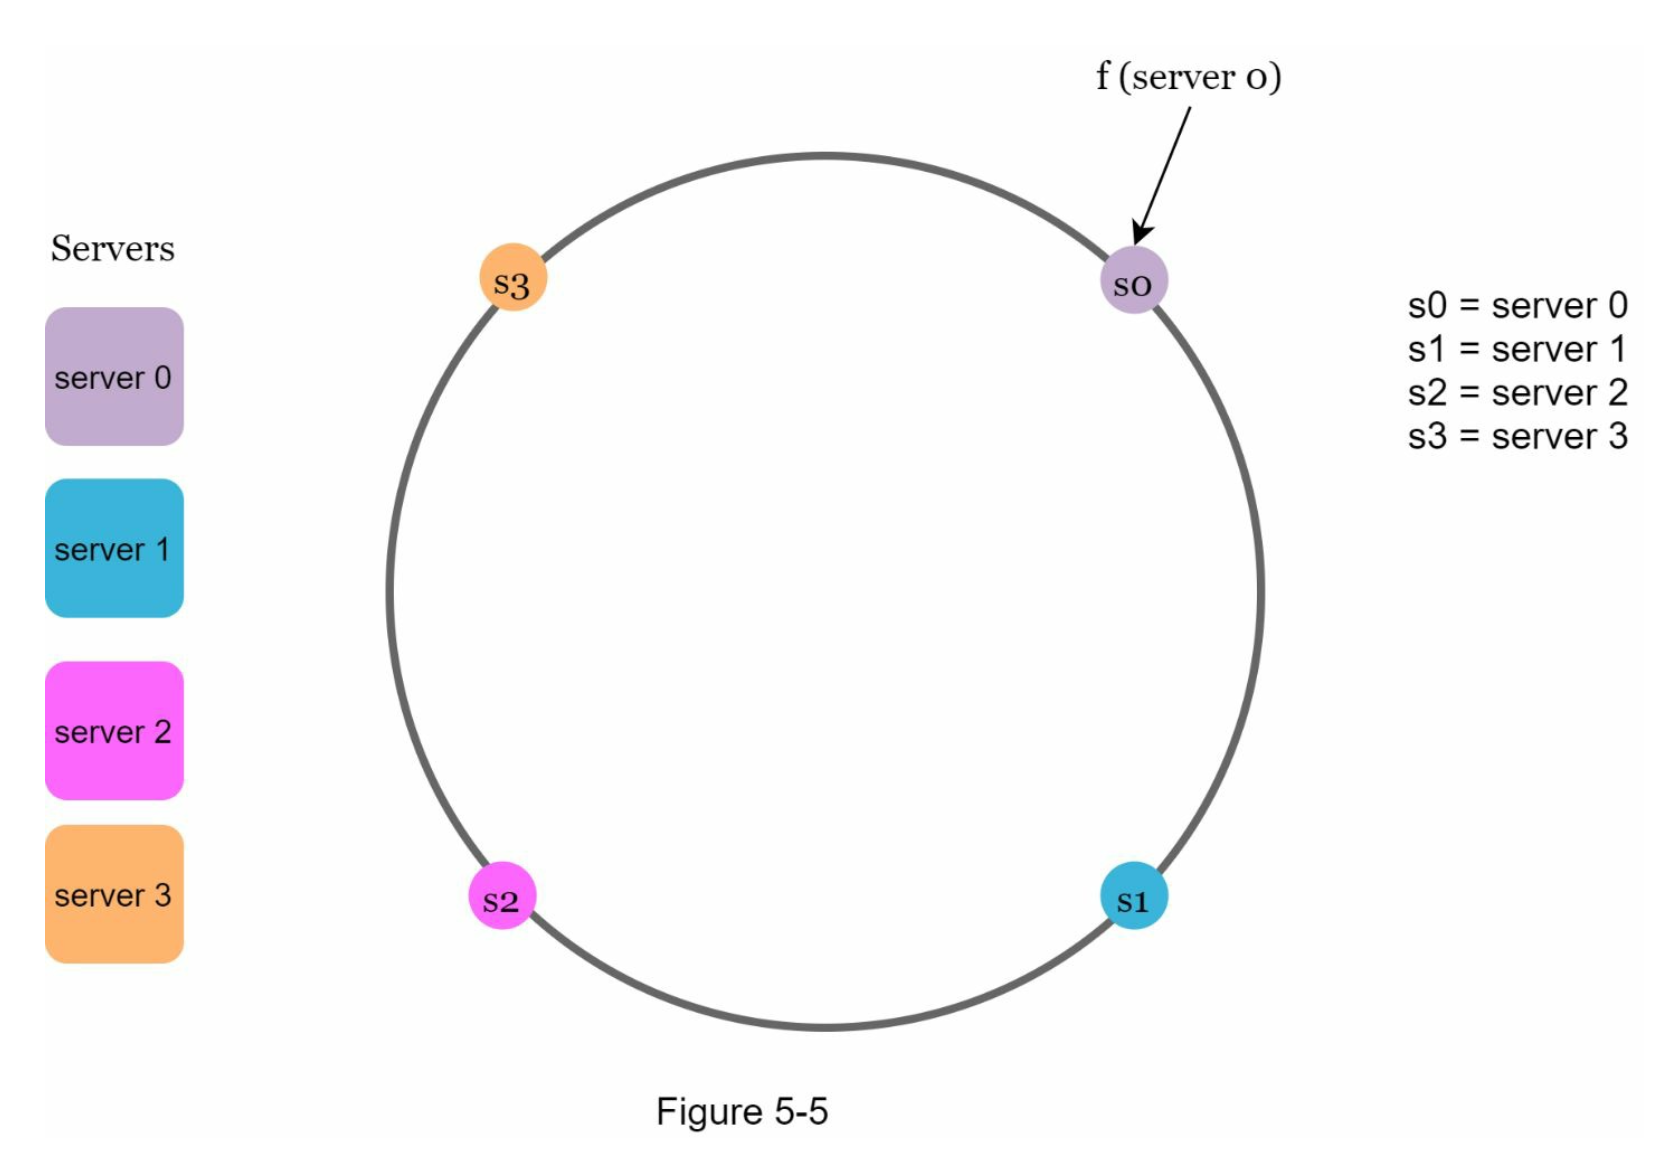 f (server 0)
Servers
s3
s0
server 0
s0 = server 0
s1 = server 1
s2 = server 2
s3 = server 3
server 1
server 2
server 3
s2
s1
Figure 5-5